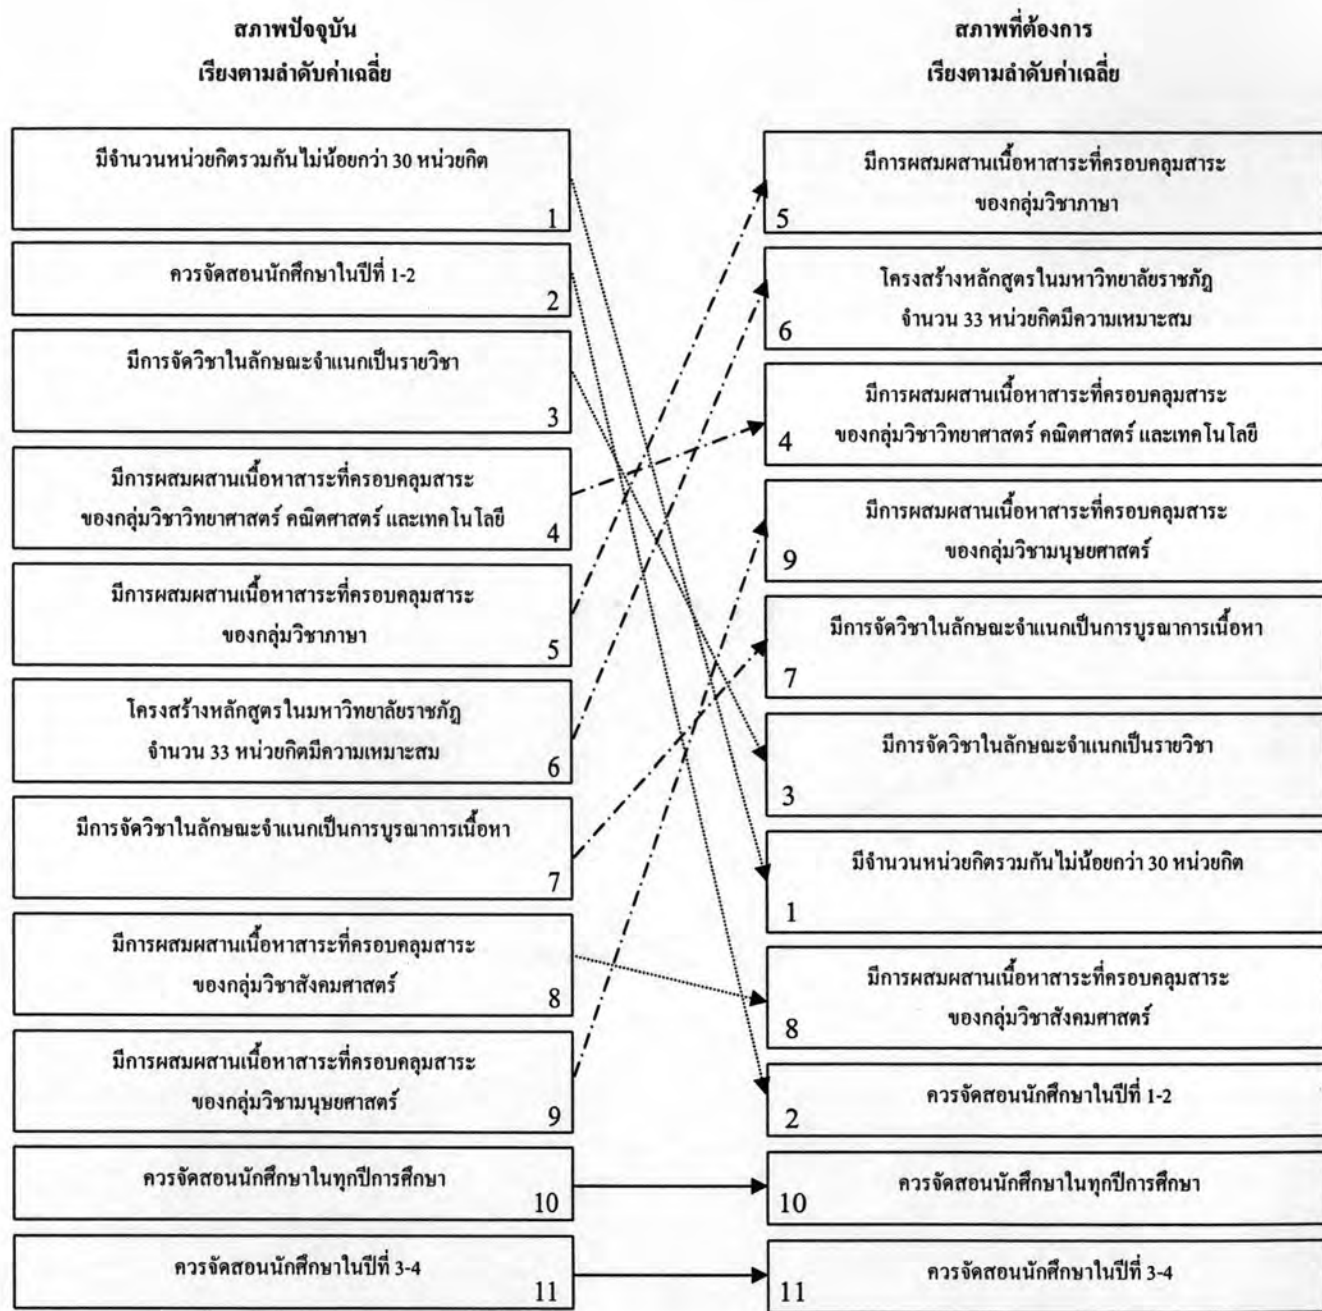 สภาพปัจจุบัน
เรียงตามลำดับค่าเฉลี่ย
มีจำนวนหน่วยกิตรวมกันไม่น้อยกว่า 30 หน่วยกิต
1
ควรจัดสอนนักศึกษาในปีที่ 1-2
2
มีการจัดวิชาในลักษณะจำแนกเป็นรายวิชา
3
มีการผสมผสานเนื้อหาสาระที่ครอบคลุมสาระ
ของกลุ่มวิชาวิทยาศาสตร์ คณิตศาสตร์ และเทคโนโลยี
4
มีการผสมผสานเนื้อหาสาระที่ครอบคลุมสาระ
ของกลุ่มวิชาภาษา
5
โครงสร้างหลักสูตรในมหาวิทยาลัยราชภัฏ
จำนวน 33 หน่วยกิตมีความเหมาะสม
6
มีการจัดวิชาในลักษณะจำแนกเป็นการบูรณาการเนื้อหา
7
มีการผสมผสานเนื้อหาสาระที่ครอบคลุมสาระ
ของกลุ่มวิชาสังคมศาสตร์
8
มีการผสมผสานเนื้อหาสาระที่ครอบคลุมสาระ
ของกลุ่มวิชามนุษยศาสตร์
9
ควรจัดสอนนักศึกษาในทุกปีการศึกษา
10
ควรจัดสอนนักศึกษาในปีที่ 3-4
11
สภาพที่ต้องการ
เรียงตามลำดับค่าเฉลี่ย
มีการผสมผสานเนื้อหาสาระที่ครอบคลุมสาระ
ของกลุ่มวิชาภาษา
5
โครงสร้างหลักสูตรในมหาวิทยาลัยราชภัฏ
จำนวน 33 หน่วยกิตมีความเหมาะสม
6
มีการผสมผสานเนื้อหาสาระที่ครอบคลุมสาระ
ของกลุ่มวิชาวิทยาศาสตร์ คณิตศาสตร์ และเทคโนโลยี
4
มีการผสมผสานเนื้อหาสาระที่ครอบคลุมสาระ
ของกลุ่มวิชามนุษยศาสตร์
9
มีการจัดวิชาในลักษณะจำแนกเป็นการบูรณาการเนื้อหา
7
มีการจัดวิชาในลักษณะจำแนกเป็นรายวิชา
3
มีจำนวนหน่วยกิตรวมกันไม่น้อยกว่า 30 หน่วยกิต
1
มีการผสมผสานเนื้อหาสาระที่ครอบคลุมสาระ
ของกลุ่มวิชาสังคมศาสตร์
8
ควรจัดสอนนักศึกษาในปีที่ 1-2
2
ควรจัดสอนนักศึกษาในทุกปีการศึกษา
10
ควรจัดสอนนักศึกษาในปีที่ 3-4
11